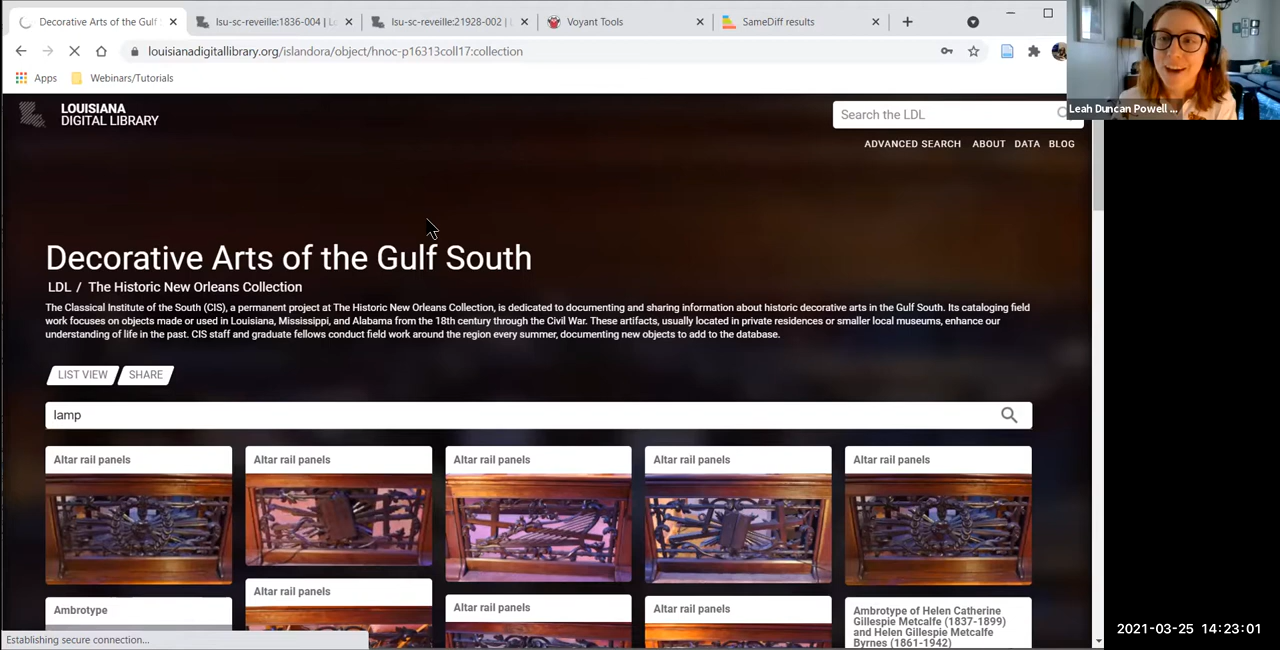 Decorative Arts of the Gulf
lsu-sc-reveille:1836-004 | Lo
lsu-sc-reveille:21928-002 | L
Voyant Tools
SameDiff results
louisianadigitallibrary.org/islandora/object/hnoc-p16313coll17:collection
Apps
Webinars/Tutorials
Leah Duncan Powell ...
LOUISIANA
DIGITAL LIBRARY
Search the LDL
ADVANCED SEARCH ABOUT DATA BLOG
Decorative Arts of the Gulf South
LDL / The Historic New Orleans Collection
The Classical Institute of the South (CIS), a permanent project at The Historic New Orleans Collection, is dedicated to documenting and sharing information about historic decorative arts in the Gulf South. Its cataloging field
work focuses on objects made or used in Louisiana, Mississippi, and Alabama from the 18th century through the Civil War. These artifacts, usually located in private residences or smaller local museums, enhance our
understanding of life in the past. CIS staff and graduate fellows conduct field work around the region every summer, documenting new objects to add to the database.
LIST VIEW SHARE
lamp
Altar rail panels
Altar rail panels
Altar rail panels
Altar rail panels
Altar rail panels
Altar rail panels
Ambrotype
Altar rail panels
Altar rail panels
Ambrotype of Helen Catherine
Gillespie Metcalfe (1837-1899)
and Helen Gillespie Metcalfe
Byrnes (1861-1942)
Establishing secure connection...
2021-03-25 14:23:01